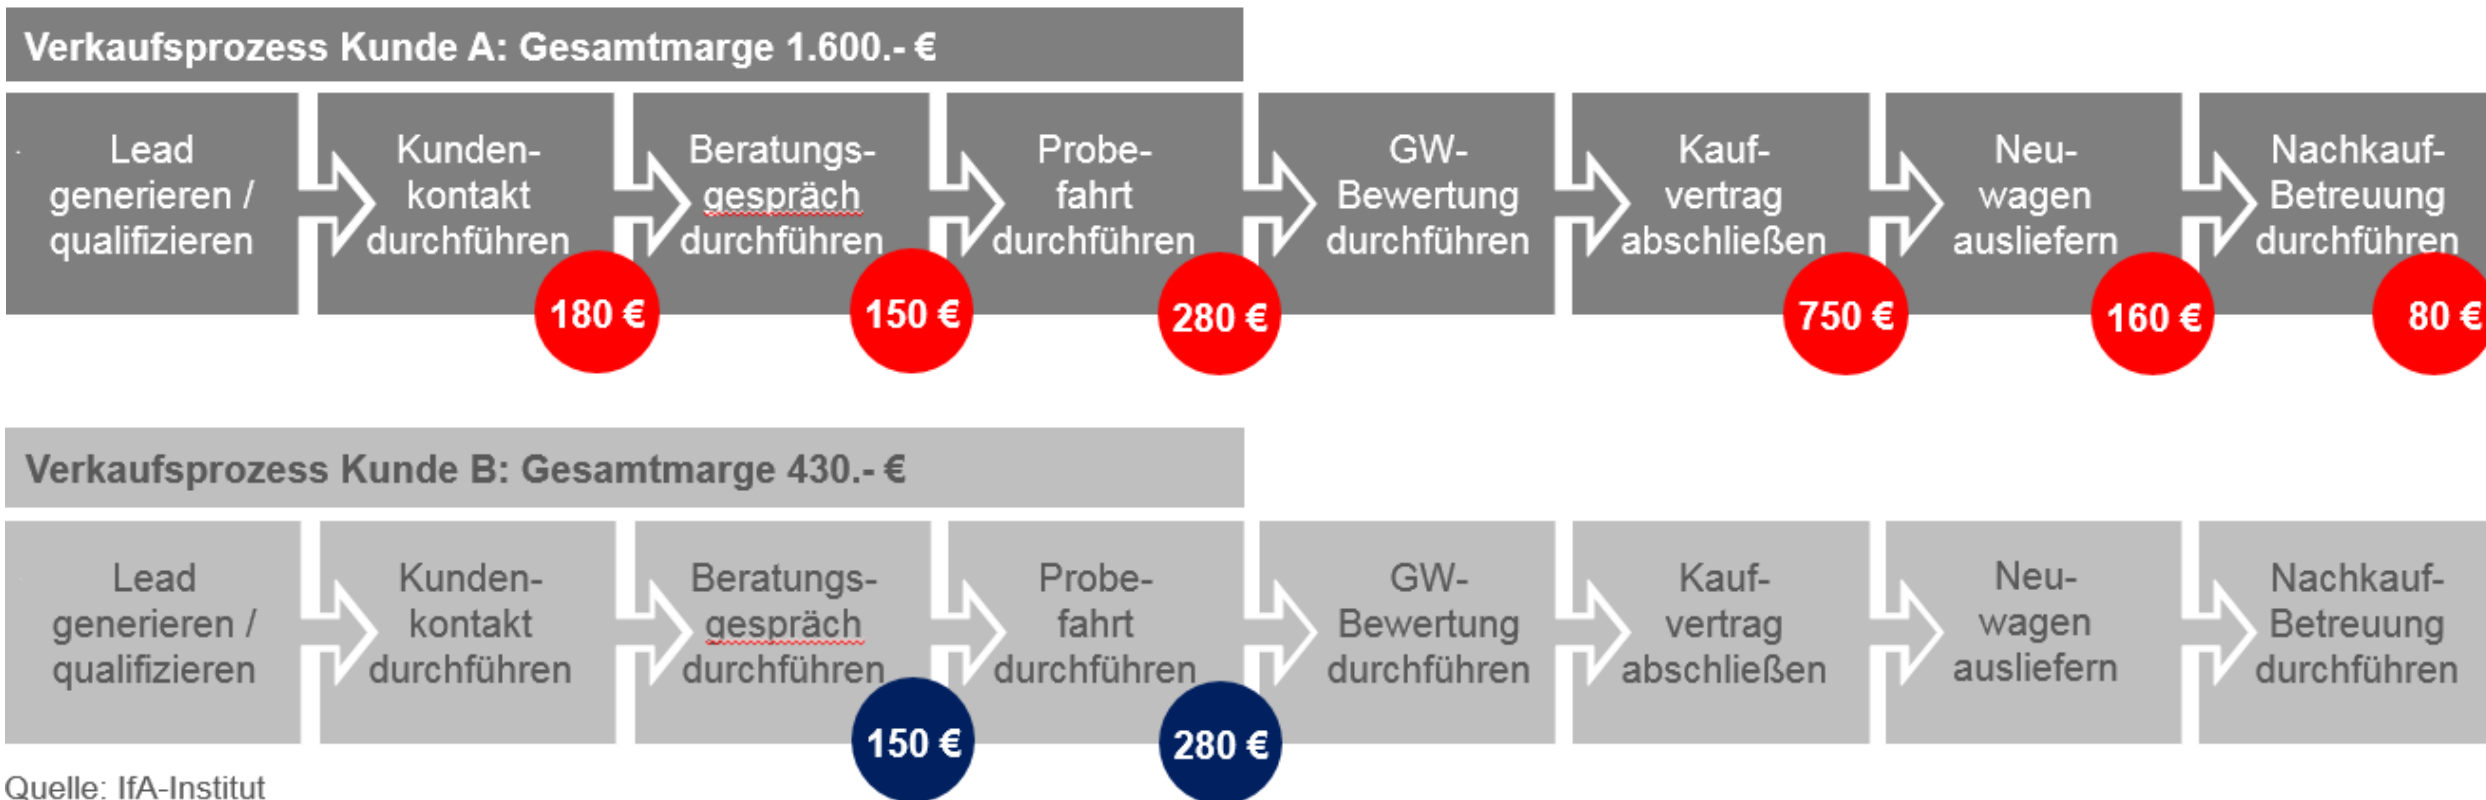 Verkaufsprozess Kunde A: Gesamtmarge 1.600.- €
Lead
generieren /
qualifizieren
Kunden-
kontakt
durchführen
180 €
Beratungs-
gespräch
durchführen
150 €
Probe-
fahrt
durchführen
280 €
GW-
Bewertung
durchführen
Kauf-
vertrag
abschließen
750 €
Neu-
wagen
ausliefern
160 €
Nachkauf-
Betreuung
durchführen
80 €
Verkaufsprozess Kunde B: Gesamtmarge 430.- €
Lead
generieren /
qualifizieren
Kunden-
kontakt
durchführen
Beratungs-
gespräch
durchführen
150 €
Probe-
fahrt
durchführen
280 €
GW-
Bewertung
durchführen
Kauf-
vertrag
abschließen
Neu-
wagen
ausliefern
Nachkauf-
Betreuung
durchführen
Quelle: IfA-Institut